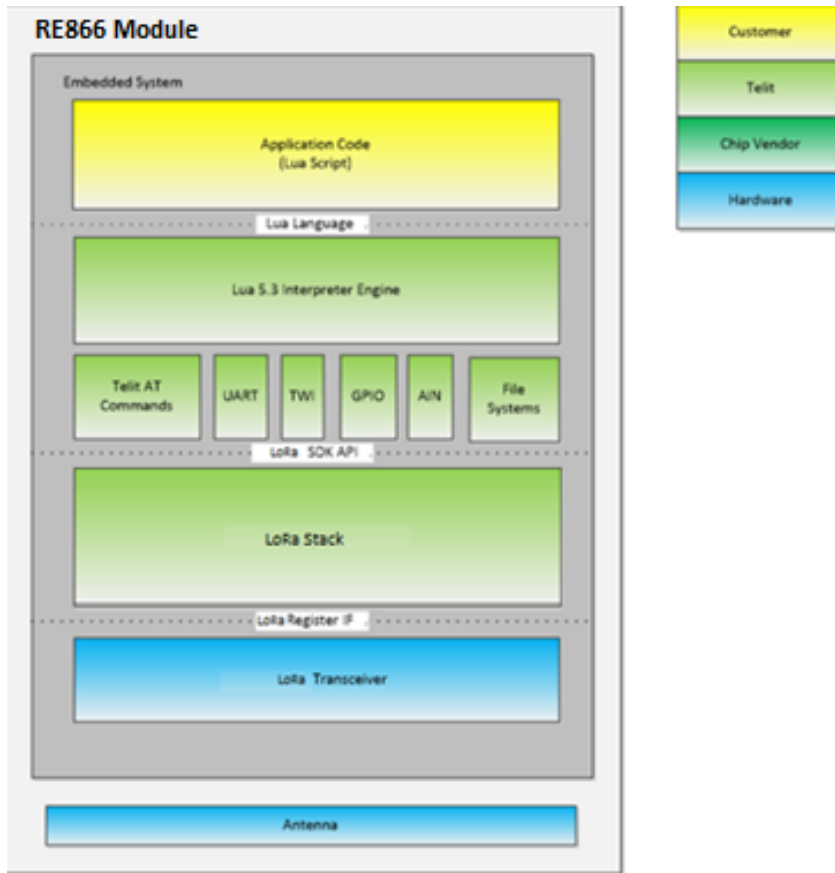 RE866 Module
Embedded System
Application Code
(Lua Script)
Lua Language
Lua 5.3 Interpreter Engine
Telit AT
Commands
UART
TWI
GPIO
AIN
File
Systems
LoRa SDK API
LoRa Stack
LoRa Register IF
LoRa Transceiver
Antenna
Customer
Telit
Chip Vendor
Hardware